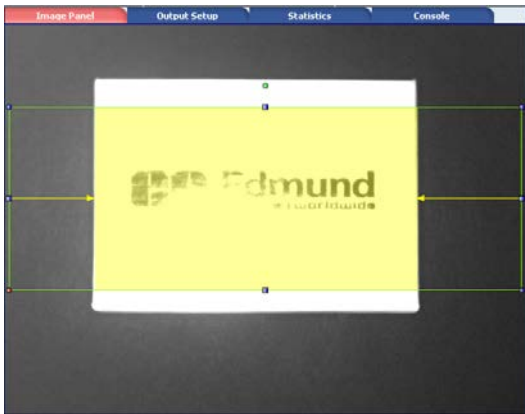 Image Panel
Output Setup
Statistics
Console
Edmund
worldwide